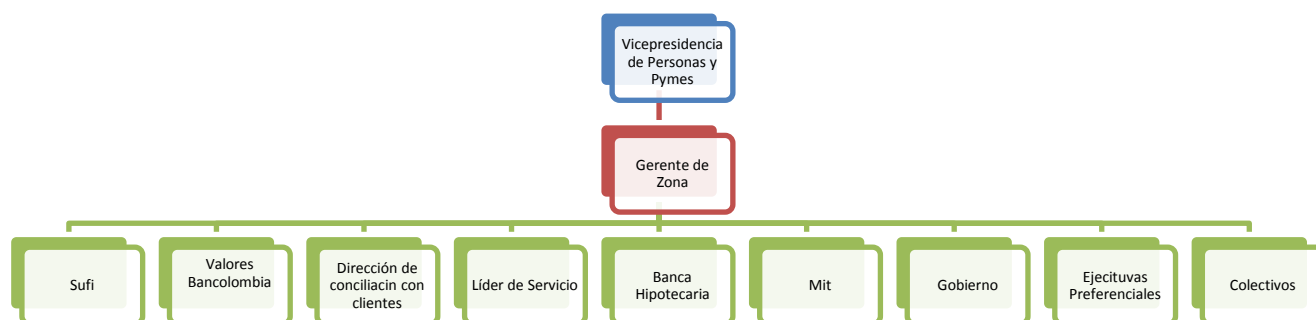 Vicepresidencia
de Personas y
Pymes
Gerente de
Zona
Sufi
Valores
Bancolombia
Dirección de
conciliacin con
clientes
Líder de Servicio
Banca
Hipotecaria
Mit
Gobierno
Ejecituvas
Preferenciales
Colectivos